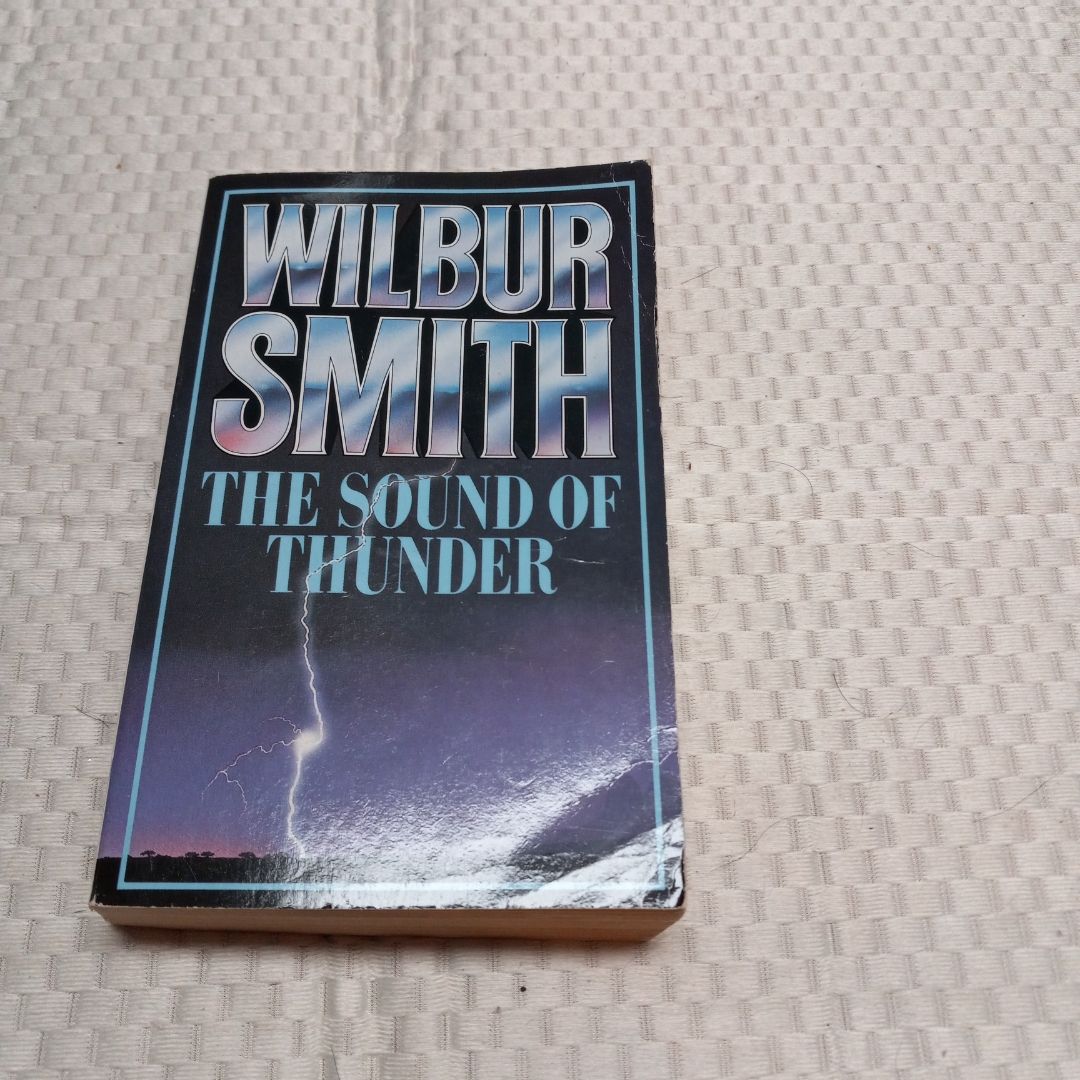 WILBUR
SMITH
THE SOUND OF
THUNDER